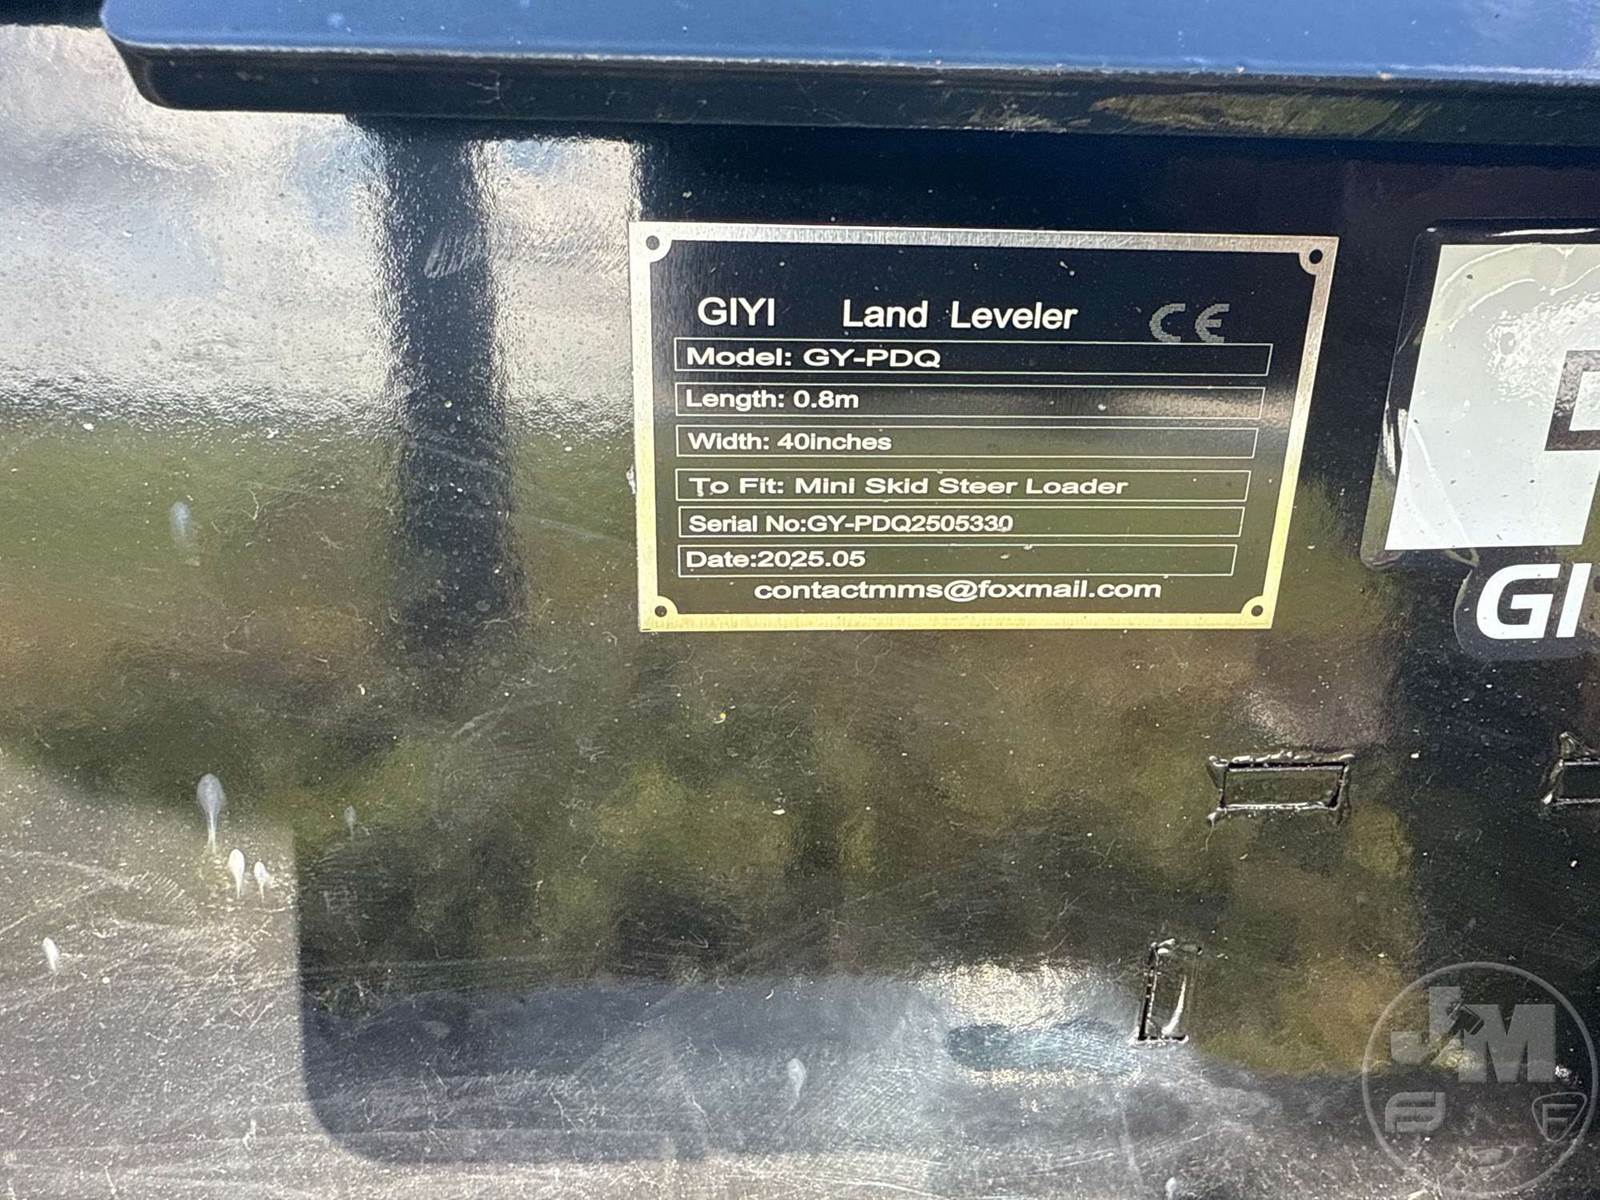 GIYI Land Leveler CE
Model: GY-PDQ
Length: 0.8m
Width: 40inches
To Fit: Mini Skid Steer Loader
Serial No:GY-PDQ2505330
Date:2025.05
contactmms@foxmail.com
GI
JM